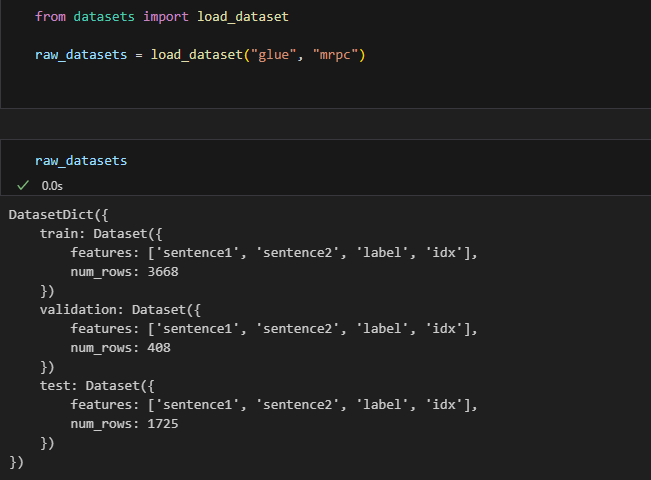 from datasets import load_dataset
raw_datasets = load_dataset("glue", "mrpc")
raw_datasets
0.0s
DatasetDict({
    train: Dataset({
        features: ['sentence1', 'sentence2', 'label', 'idx'],
        num_rows: 3668
    })
    validation: Dataset({
        features: ['sentence1', 'sentence2', 'label', 'idx'],
        num_rows: 408
    })
    test: Dataset({
        features: ['sentence1', 'sentence2', 'label', 'idx'],
        num_rows: 1725
    })
})